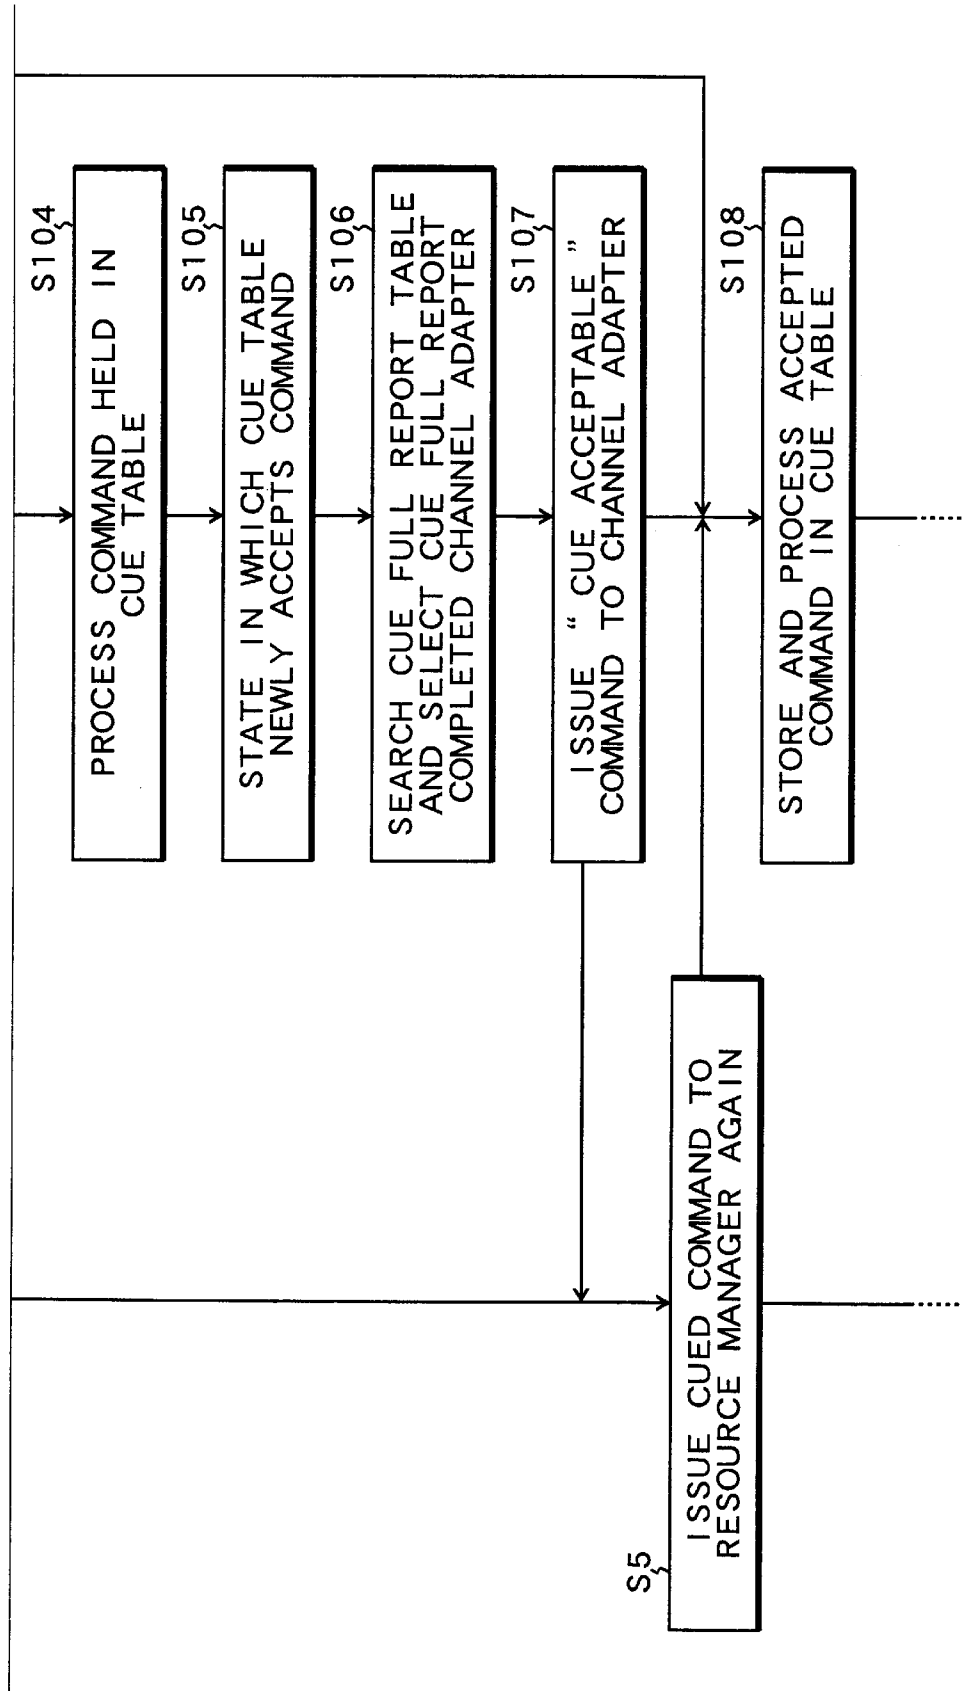 S104
PROCESS COMMAND HELD IN
CUE TABLE
S105
STATE IN WHICH CUE TABLE
NEWLY ACCEPTS COMMAND
S106
SEARCH CUE FULL REPORT TABLE
AND SELECT CUE FULL REPORT
COMPLETED CHANNEL ADAPTER
S107
ISSUE “ CUE ACCEPTABLE ”
COMMAND TO CHANNEL ADAPTER
S5
ISSUE CUED COMMAND TO
RESOURCE MANAGER AGAIN
S108
STORE AND PROCESS ACCEPTED
COMMAND IN CUE TABLE